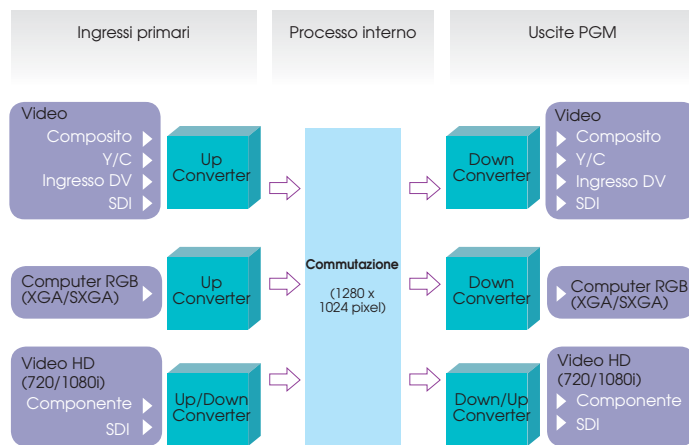 Ingressi primari
Processo interno
Uscite PGM
Video
Composito
Y/C
Ingresso DV
SDI
Up
Converter
Down
Converter
Video
Composito
Y/C
Ingresso DV
SDI
Computer RGB
(XGA/SXGA)
Up
Converter
Commutazione
(1280 x
1024 pixel)
Down
Converter
Computer RGB
(XGA/SXGA)
Video HD
(720/1080i)
Componente
SDI
Up/Down
Converter
Down/Up
Converter
Video HD
(720/1080i)
Componente
SDI